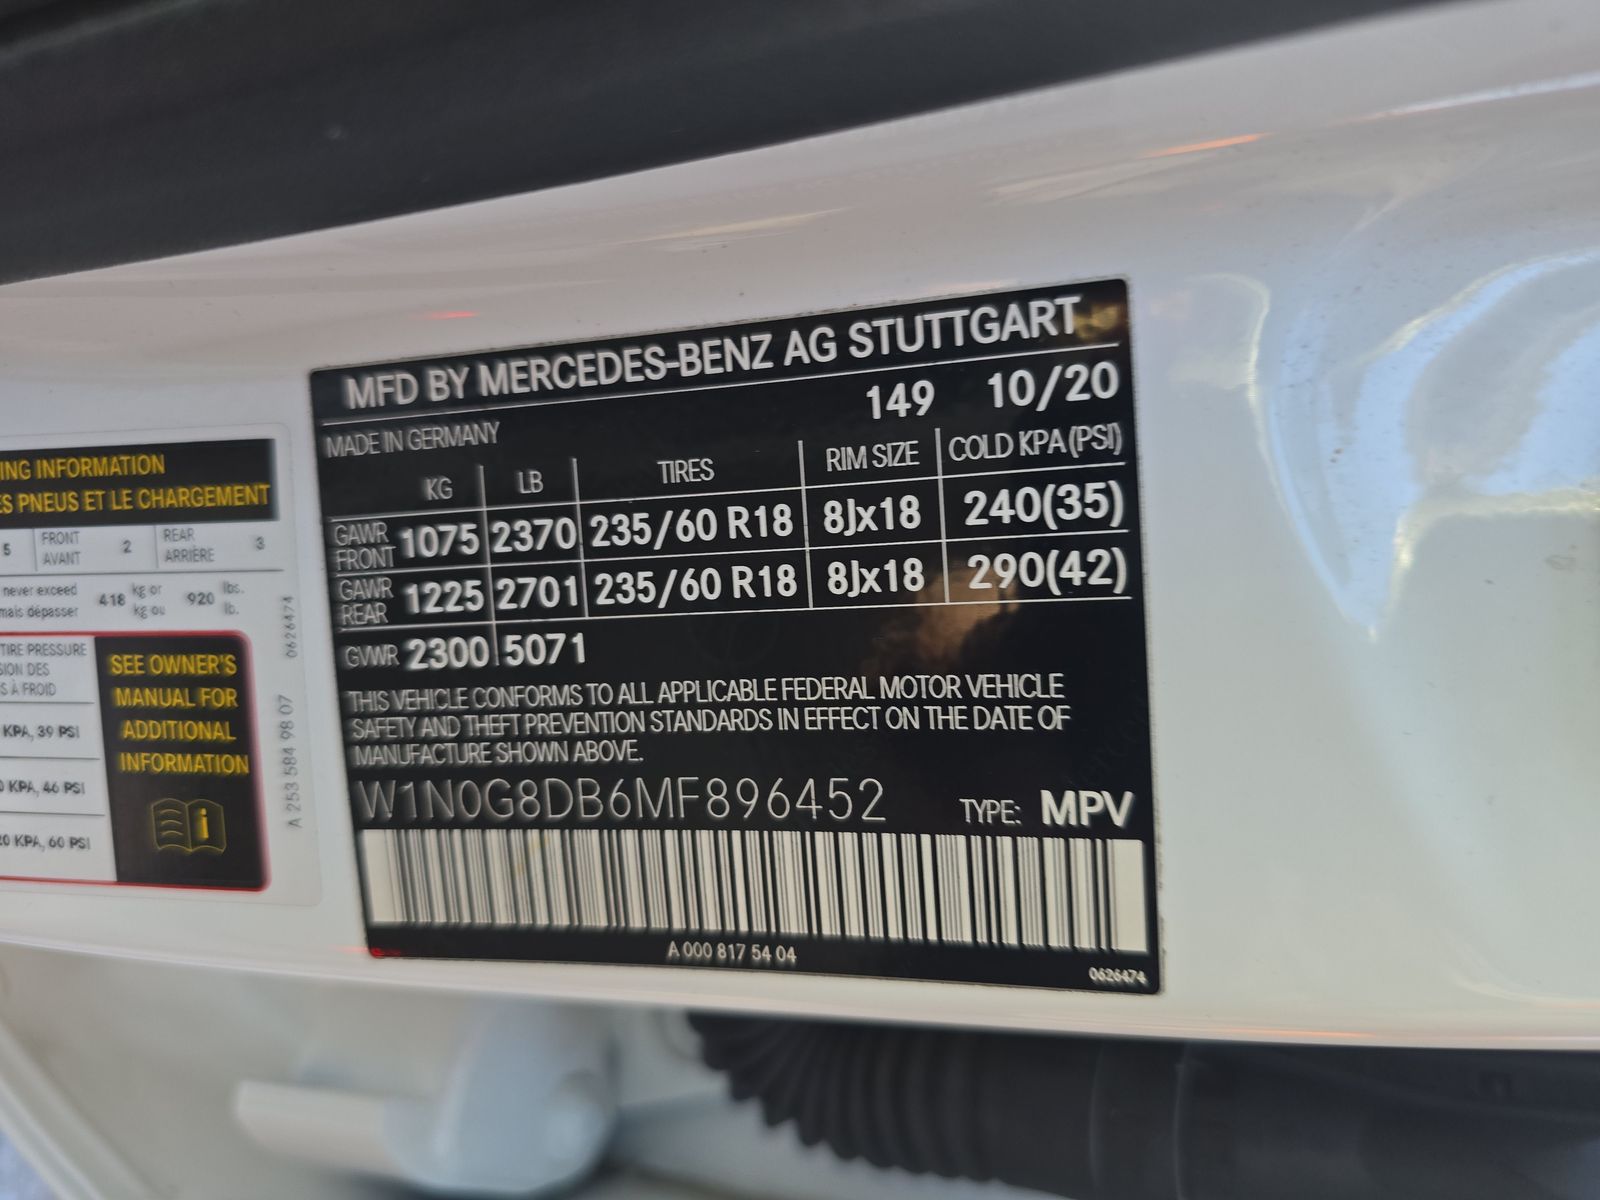 MFD BY MERCEDES-BENZ AG STUTTGART
149 10/20
MADE IN GERMANY
KG LB TIRES RIM SIZE COLD KPA (PSI)
GAWR FRONT 1075 2370 235/60 R18 8Jx18 240(35)
GAWR REAR 1225 2701 235/60 R18 8Jx18 290(42)
GVWR 2300 5071
THIS VEHICLE CONFORMS TO ALL APPLICABLE FEDERAL MOTOR VEHICLE
SAFETY AND THEFT PREVENTION STANDARDS IN EFFECT ON THE DATE OF
MANUFACTURE SHOWN ABOVE.
W1N0G8DB6MF896452 TYPE: MPV
A 000 817 54 04
0626474
ING INFORMATION
ES PNEUS ET LE CHARGEMENT
5 FRONT AVANT 2 REAR ARRIÈRE 3
never exceed 418 kg or 920 lbs.
mais dépasser kg ou lb.
TIRE PRESSURE
SION DES
S À FROID
KPA, 39 PSI
0 KPA, 46 PSI
20 KPA, 60 PSI
SEE OWNER'S
MANUAL FOR
ADDITIONAL
INFORMATION
i
A 253 584 98 07 0626474